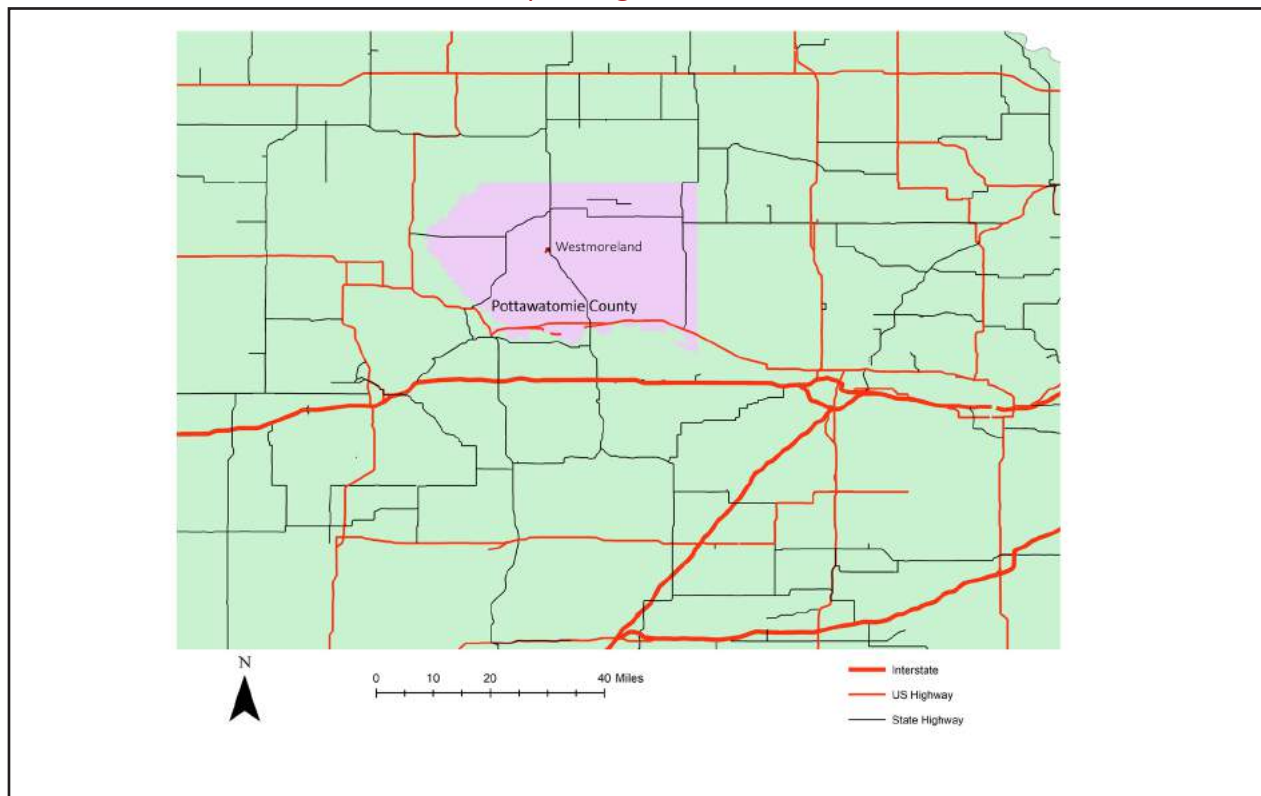 Westmoreland
Pottawatomie County
N
0 10 20 40 Miles
Interstate
US Highway
State Highway